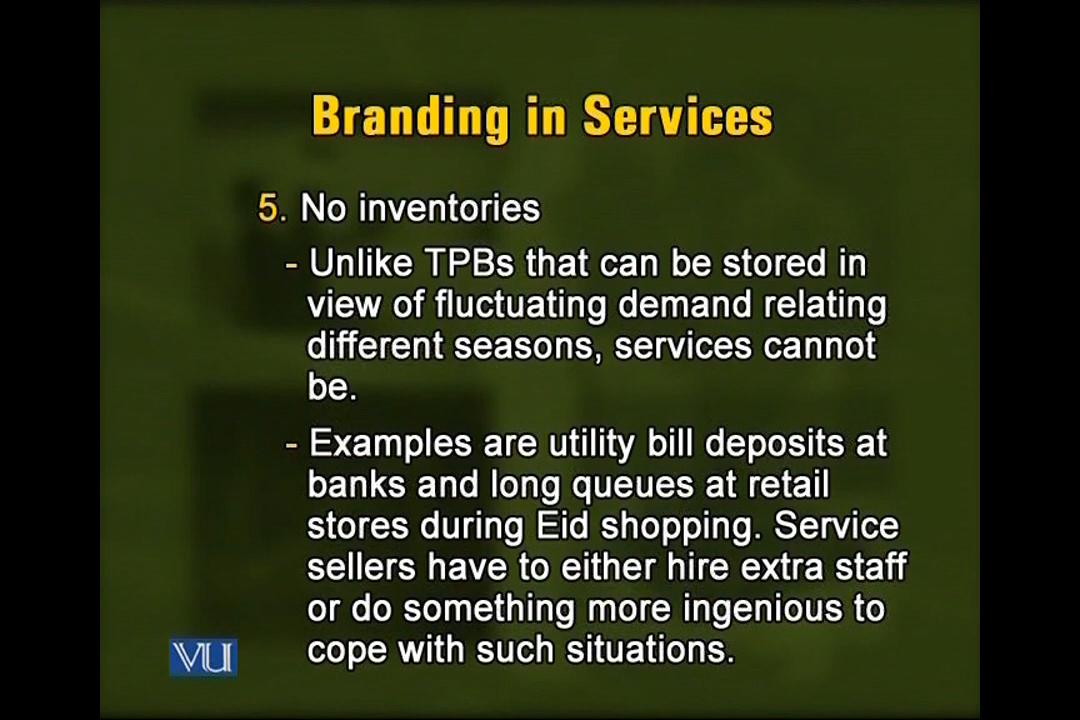 Branding in Services
5. No inventories
- Unlike TPBs that can be stored in
view of fluctuating demand relating
different seasons, services cannot
be.
- Examples are utility bill deposits at
banks and long queues at retail
stores during Eid shopping. Service
sellers have to either hire extra staff
or do something more ingenious to
cope with such situations.
VU